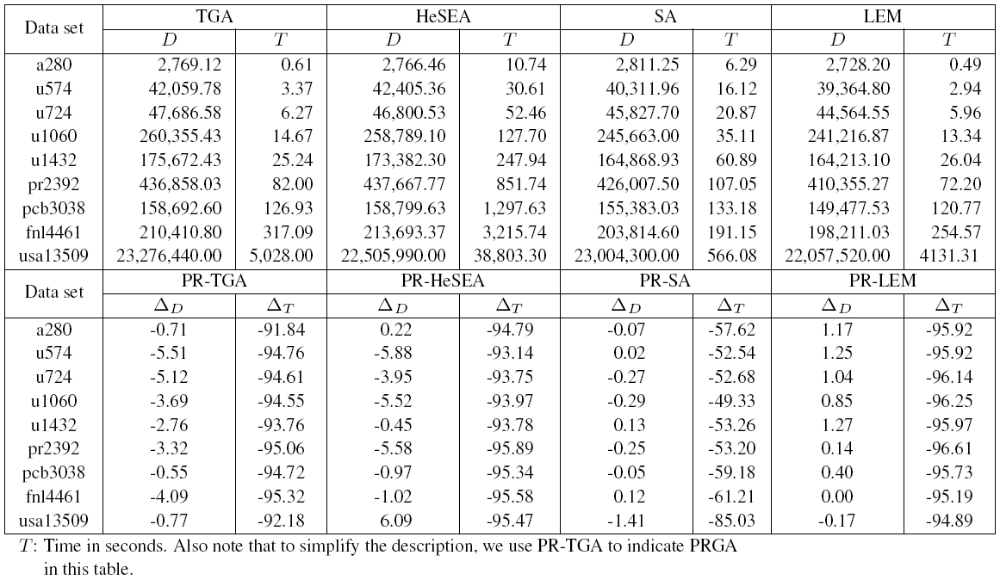 Data set TGA HeSEA SA LEM
D T D T D T D T
a280 2,769.12 0.61 2,766.46 10.74 2,811.25 6.29 2,728.20 0.49
u574 42,059.78 3.37 42,405.36 30.61 40,311.96 16.12 39,364.80 2.94
u724 47,686.58 6.27 46,800.53 52.46 45,827.70 20.87 44,564.55 5.96
u1060 260,355.43 14.67 258,789.10 127.70 245,663.00 35.11 241,216.87 13.34
u1432 175,672.43 25.24 173,382.30 247.94 164,868.93 60.89 164,213.10 26.04
pr2392 436,858.03 82.00 437,667.77 851.74 426,007.50 107.05 410,355.27 72.20
pcb3038 158,692.60 126.93 158,799.63 1,297.63 155,383.03 133.18 149,477.53 120.77
fnl4461 210,410.80 317.09 213,693.37 3,215.74 203,814.60 191.15 198,211.03 254.57
usa13509 23,276,440.00 5,028.00 22,505,990.00 38,803.30 23,004,300.00 566.08 22,057,520.00 4131.31
Data set PR-TGA PR-HeSEA PR-SA PR-LEM
Δ_D Δ_T Δ_D Δ_T Δ_D Δ_T Δ_D Δ_T
a280 -0.71 -91.84 0.22 -94.79 -0.07 -57.62 1.17 -95.92
u574 -5.51 -94.76 -5.88 -93.14 0.02 -52.54 1.25 -95.92
u724 -5.12 -94.61 -3.95 -93.75 -0.27 -52.68 1.04 -96.14
u1060 -3.69 -94.55 -5.52 -93.97 -0.29 -49.33 0.85 -96.25
u1432 -2.76 -93.76 -0.45 -93.78 0.13 -53.26 1.27 -95.97
pr2392 -3.32 -95.06 -5.58 -95.89 -0.25 -53.20 0.14 -96.61
pcb3038 -0.55 -94.72 -0.97 -95.34 -0.05 -59.18 0.40 -95.73
fnl4461 -4.09 -95.32 -1.02 -95.58 0.12 -61.21 0.00 -95.19
usa13509 -0.77 -92.18 6.09 -95.47 -1.41 -85.03 -0.17 -94.89
T: Time in seconds. Also note that to simplify the description, we use PR-TGA to indicate PRGA
in this table.